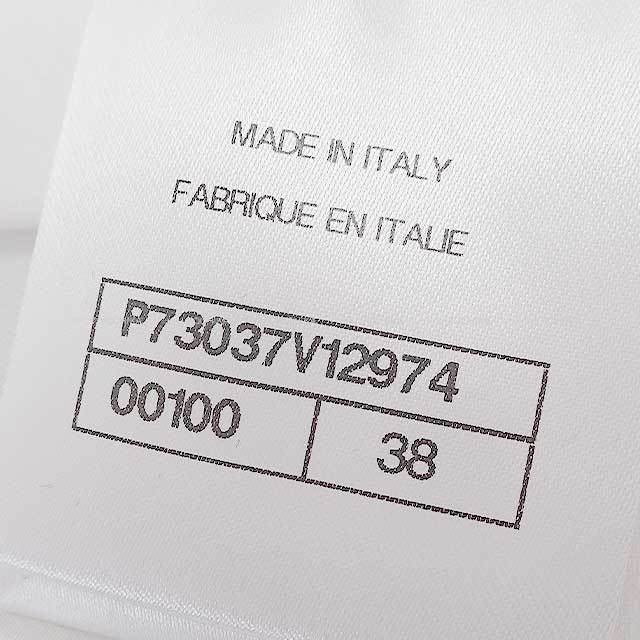 MADE IN ITALY
FABRIQUE EN ITALIE
P73037V12974
00100 38